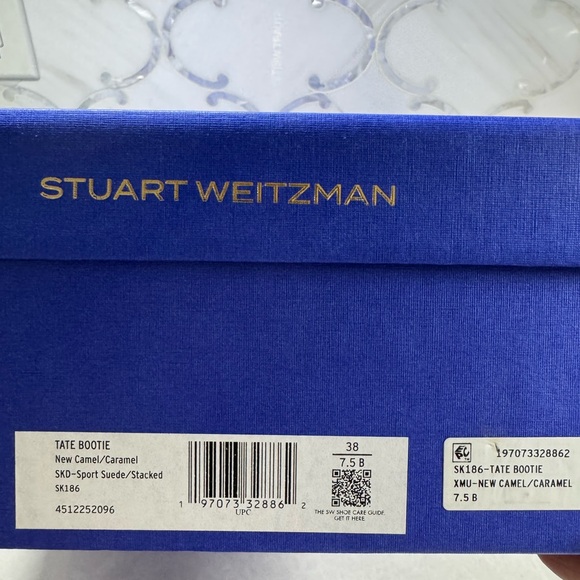 STUART WEITZMAN
TATE BOOTIE
New Camel/Caramel
SKD-Sport Suede/Stacked
SK186
4512252096
1 97073 32886 2
UPC
38
7.5 B
THE SW SHOE CARE GUIDE.
GET IT HERE.
197073328862
SK186-TATE BOOTIE
XMU-NEW CAMEL/CARAMEL
7.5 B